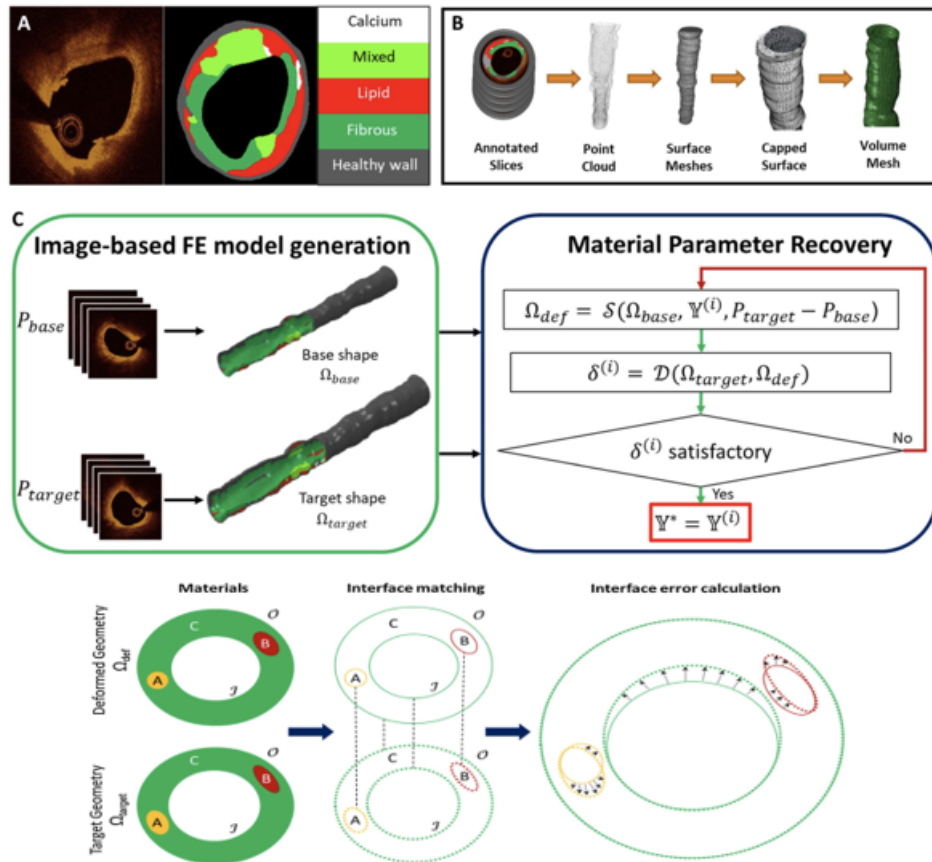 A
Calcium
Mixed
Lipid
Fibrous
Healthy wall
B
Annotated
Slices
Point
Cloud
Surface
Meshes
Capped
Surface
Volume
Mesh
C
Image-based FE model generation
P_base
Base shape
Ω_base
P_target
Target shape
Ω_target
Material Parameter Recovery
Ω_def = 𝒮(Ω_base, 𝕐^(i), P_target − P_base)
δ^(i) = 𝒟(Ω_target, Ω_def)
δ^(i) satisfactory
No
Yes
𝕐* = 𝕐^(i)
Materials
Interface matching
Interface error calculation
Deformed Geometry
Ω_def
C
𝒪
B
A
ℐ
C
𝒪
B
A
ℐ
Target Geometry
Ω_target
C
𝒪
B
A
ℐ
C
𝒪
B
A
ℐ